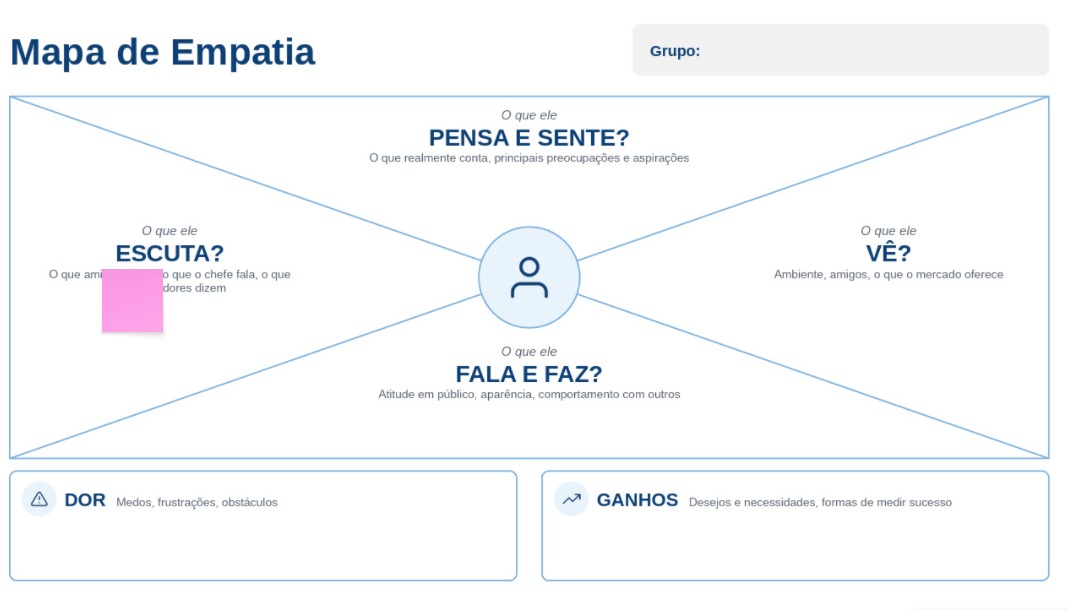 Mapa de Empatia
Grupo:
O que ele
PENSA E SENTE?
O que realmente conta, principais preocupações e aspirações
O que ele
ESCUTA?
O que o que o chefe fala, o que
dizem
O que ele
VÊ?
Ambiente, amigos, o que o mercado oferece
O que ele
FALA E FAZ?
Atitude em público, aparência, comportamento com outros
DOR Medos, frustrações, obstáculos
GANHOS Desejos e necessidades, formas de medir sucesso